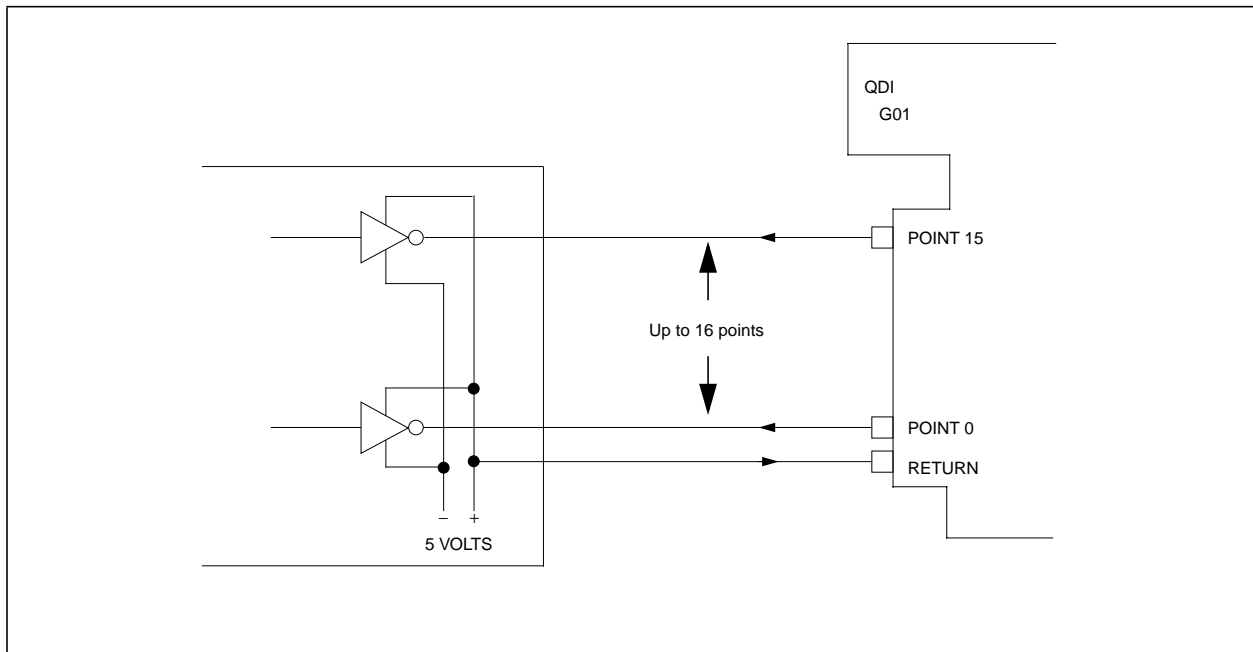 QDI
G01
POINT 15
Up to 16 points
POINT 0
RETURN
– +
5 VOLTS